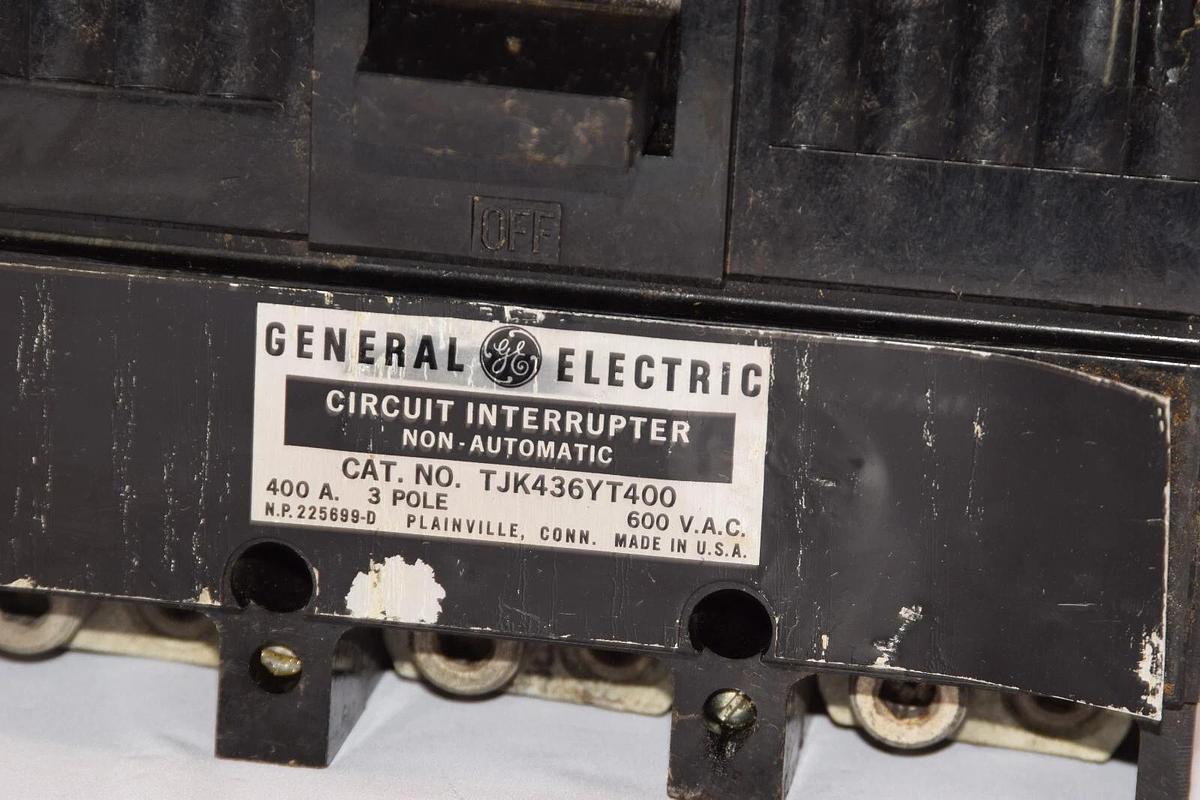 OFF
GENERAL GE ELECTRIC
CIRCUIT INTERRUPTER
NON-AUTOMATIC
CAT. NO. TJK436YT400
400 A. 3 POLE 600 V.A.C.
N.P. 225699-D PLAINVILLE, CONN. MADE IN U.S.A.